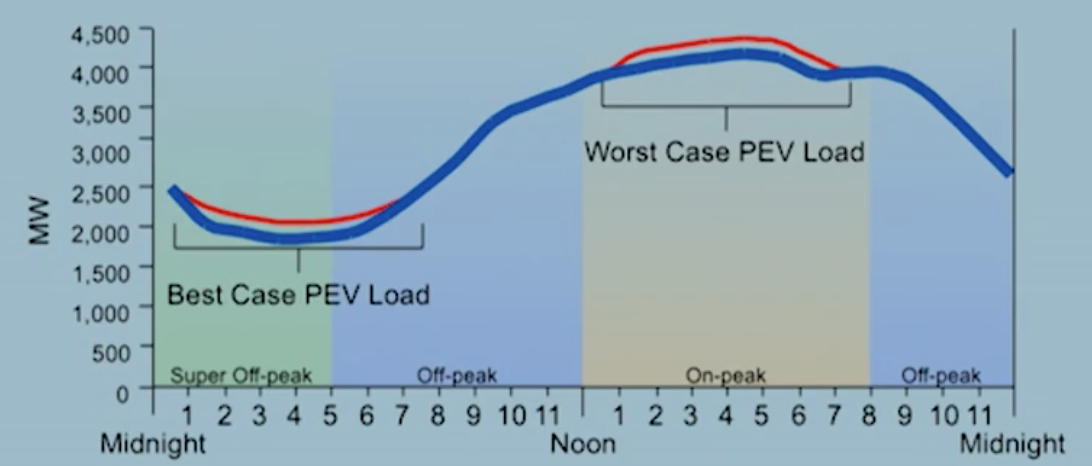 4,500
4,000
3,500
3,000
2,500
2,000
1,500
1,000
500
0
MW
Worst Case PEV Load
Best Case PEV Load
Super Off-peak Off-peak On-peak Off-peak
1 2 3 4 5 6 7 8 9 10 11 1 2 3 4 5 6 7 8 9 10 11
Midnight Noon Midnight